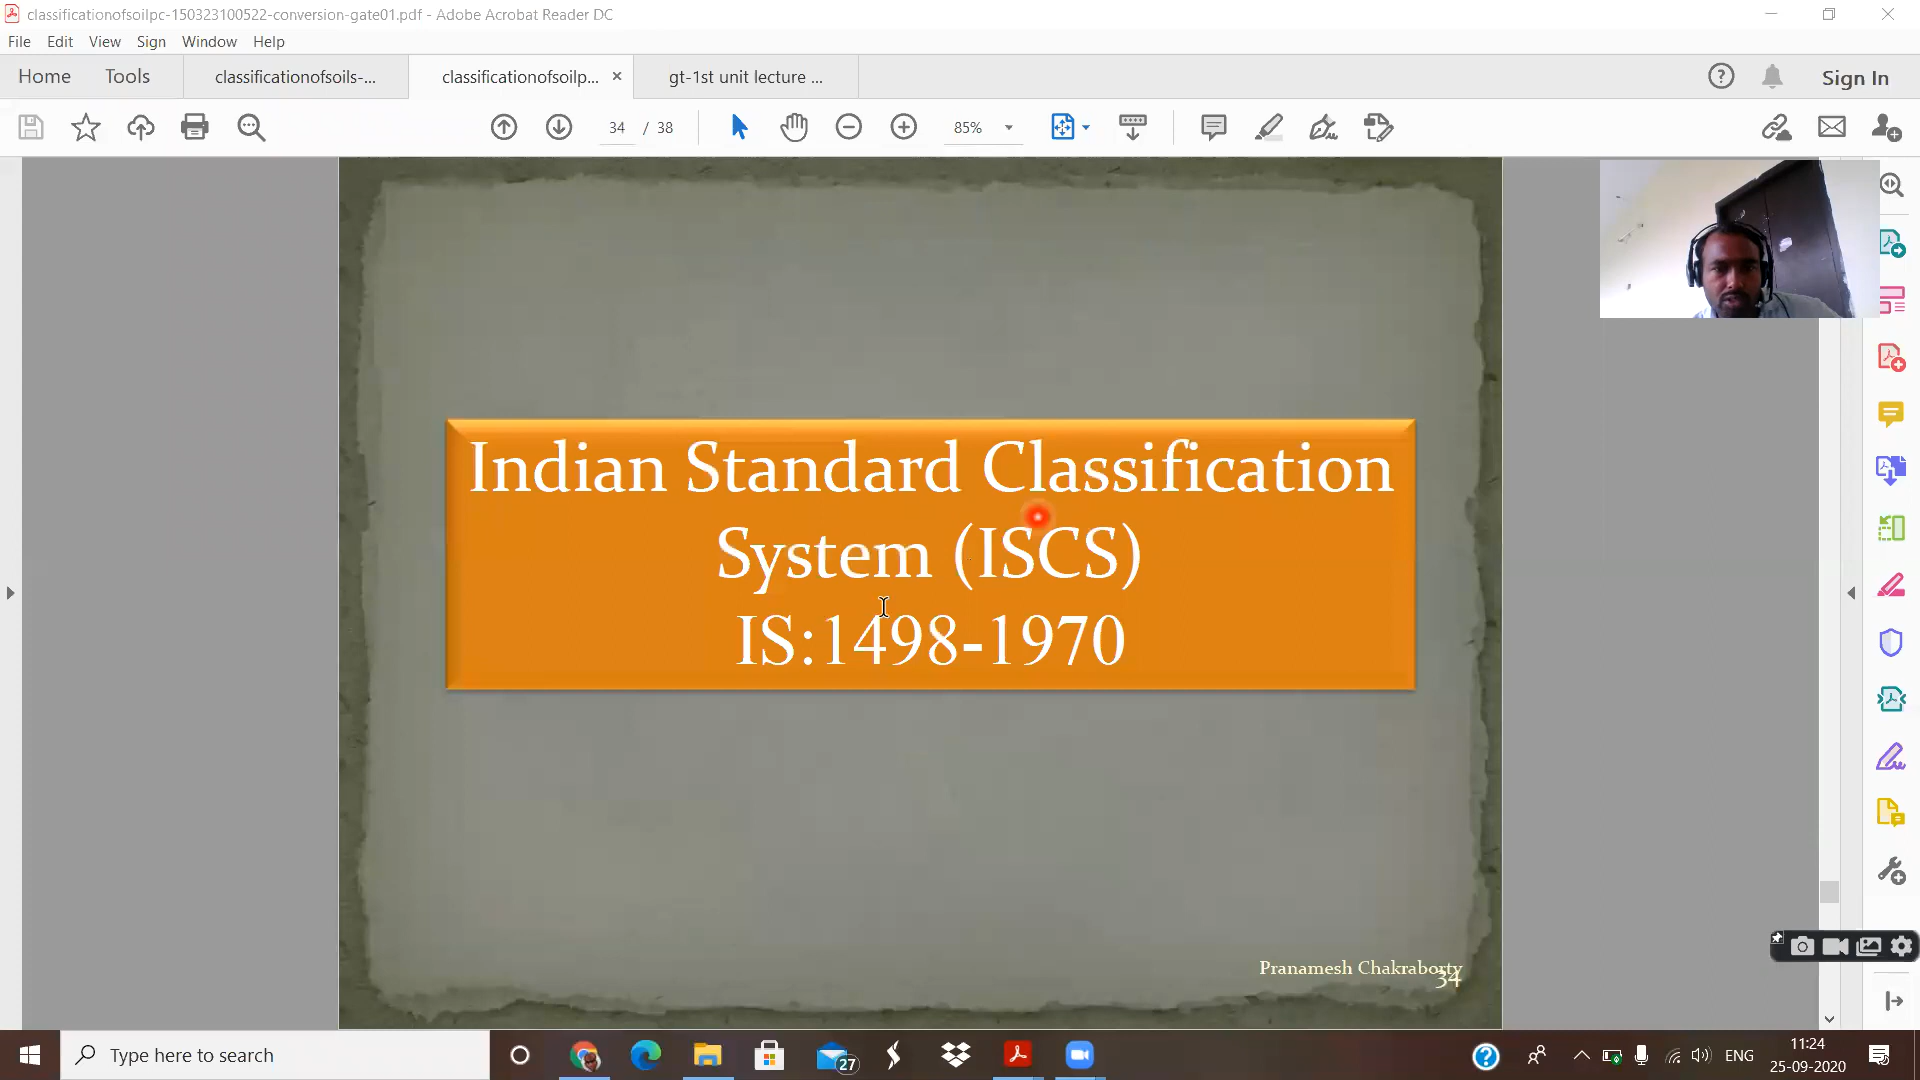 classificationofsoilpc-150323100522-conversion-gate01.pdf - Adobe Acrobat Reader DC
File Edit View Sign Window Help
Home Tools classificationofsoils-... classificationofsoilp... × gt-1st unit lecture ... Sign In
34 / 38 85%
Indian Standard Classification
System (ISCS)
IS:1498-1970
Pranamesh Chakraborty
34
Type here to search
27
ENG
11:24
25-09-2020